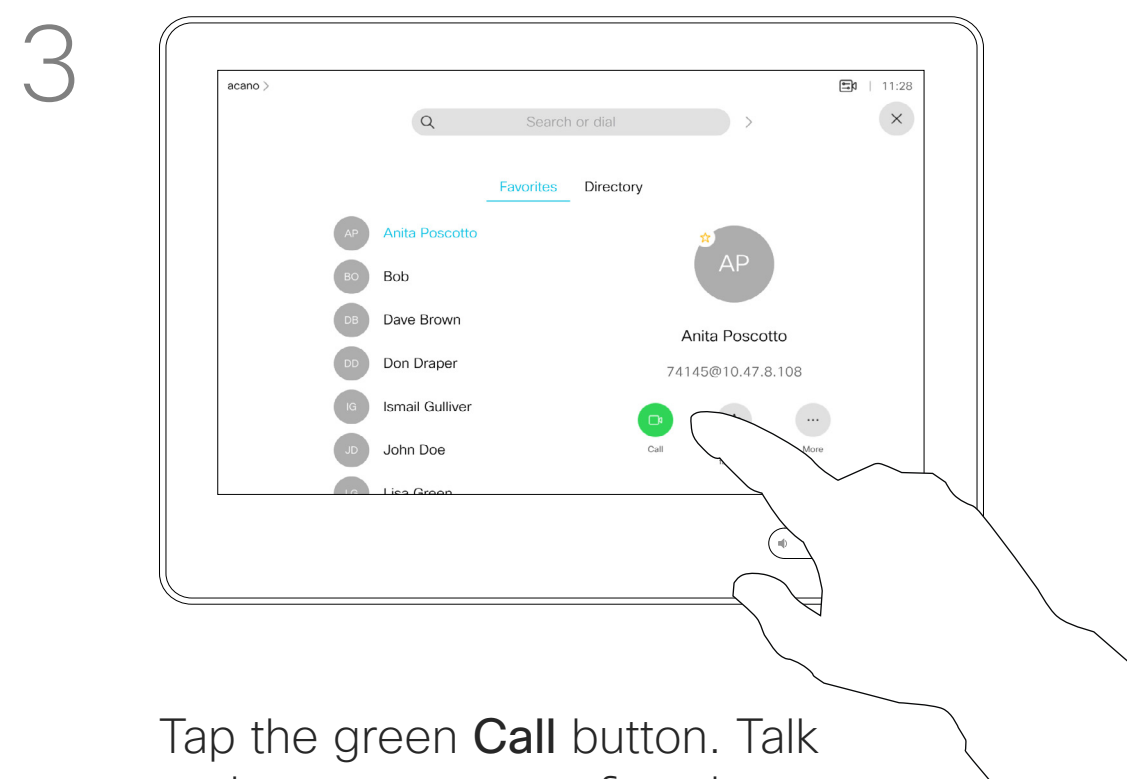 3
acano >
11:28
Search or dial
Favorites Directory
AP Anita Poscotto
BO Bob
DB Dave Brown
DD Don Draper
IG Ismail Gulliver
JD John Doe
Lisa Green
AP
Anita Poscotto
74145@10.47.8.108
Call
More
Tap the green Call button. Talk